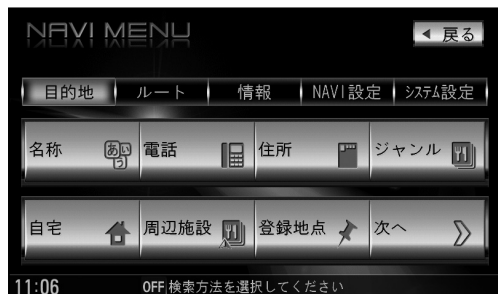 NAVI MENU
◀ 戻る
目的地 ルート 情報 NAVI設定 システム設定
名称 あいう 電話 住所 ジャンル
自宅 周辺施設 登録地点 次へ
11:06 OFF 検索方法を選択してください